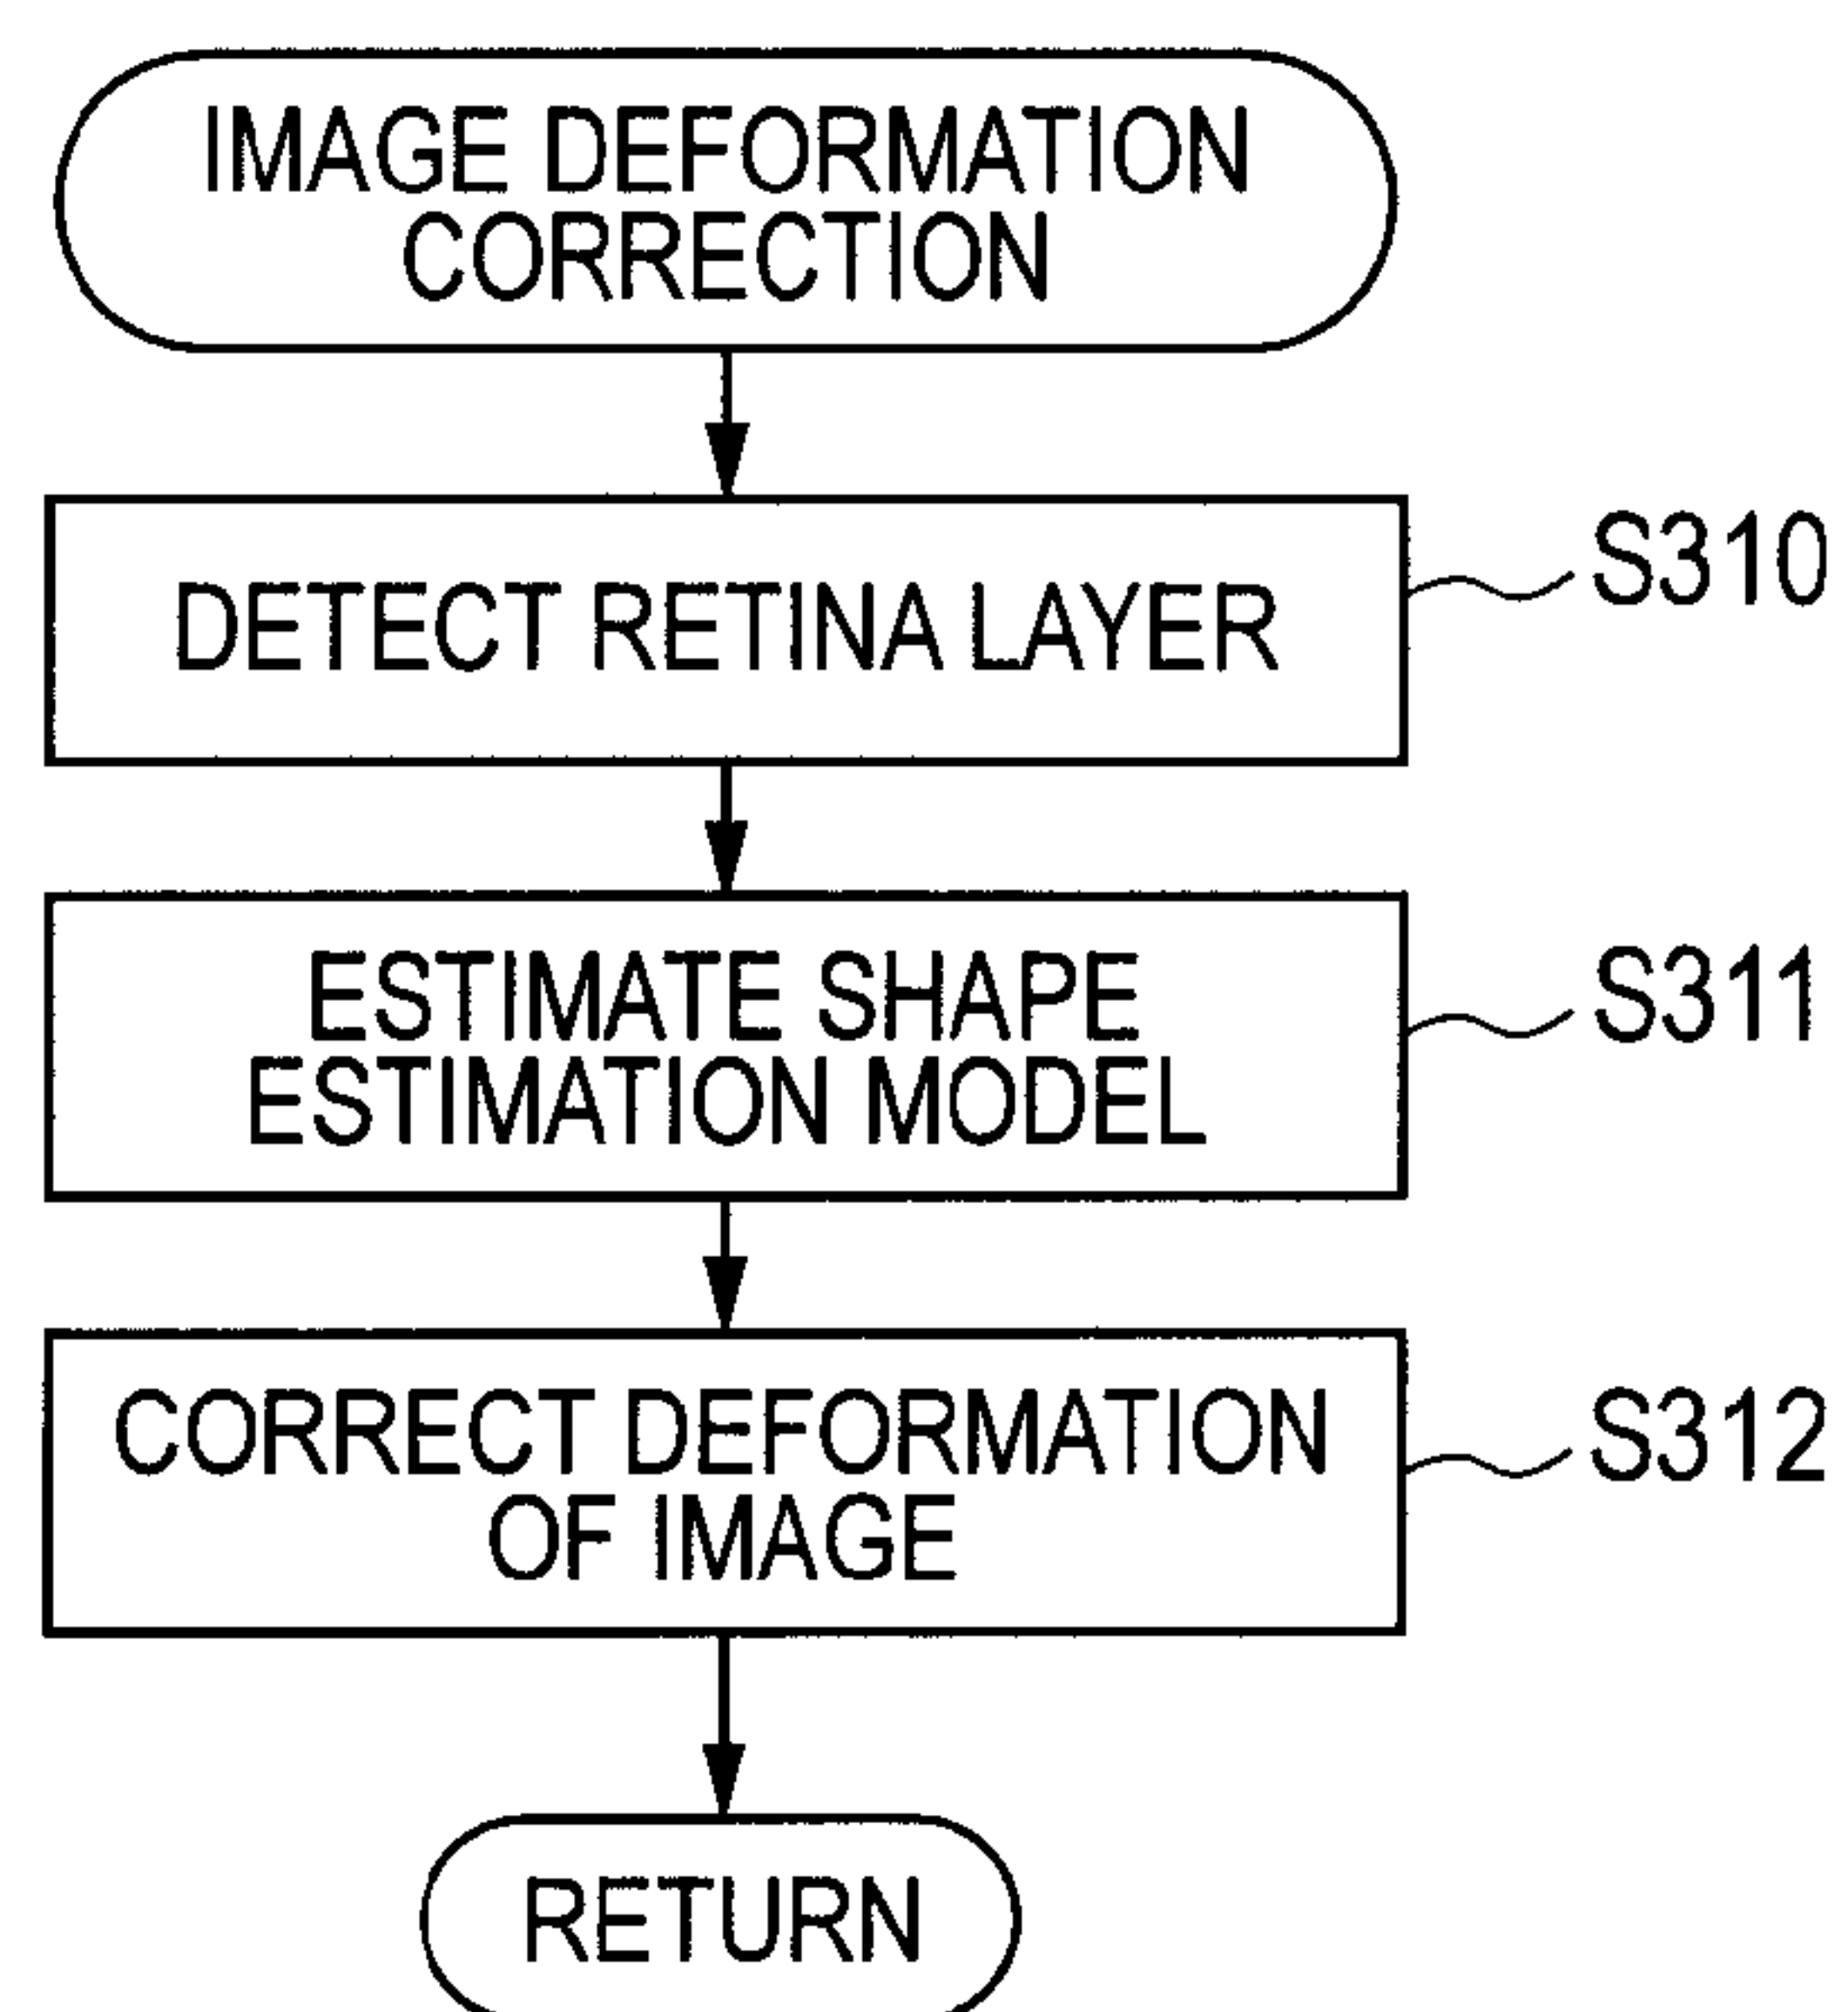 IMAGE DEFORMATION
CORRECTION
DETECT RETINA LAYER
S310
ESTIMATE SHAPE
ESTIMATION MODEL
S311
CORRECT DEFORMATION
OF IMAGE
S312
RETURN